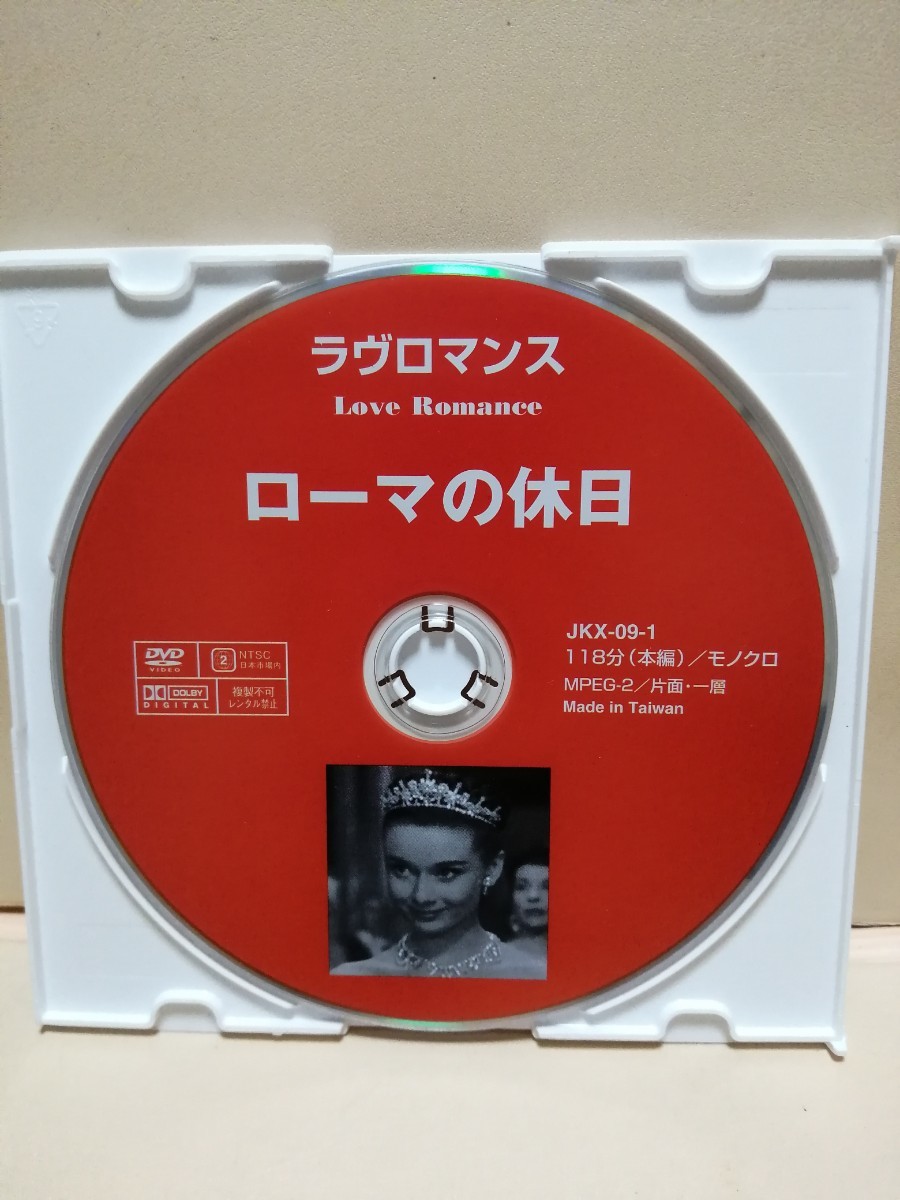 ラヴロマンス
Love Romance
ローマの休日
DVD
VIDEO
2
NTSC
日本市場内
DOLBY
DIGITAL
複製不可
レンタル禁止
JKX-09-1
118分(本編)/モノクロ
MPEG-2/片面・一層
Made in Taiwan